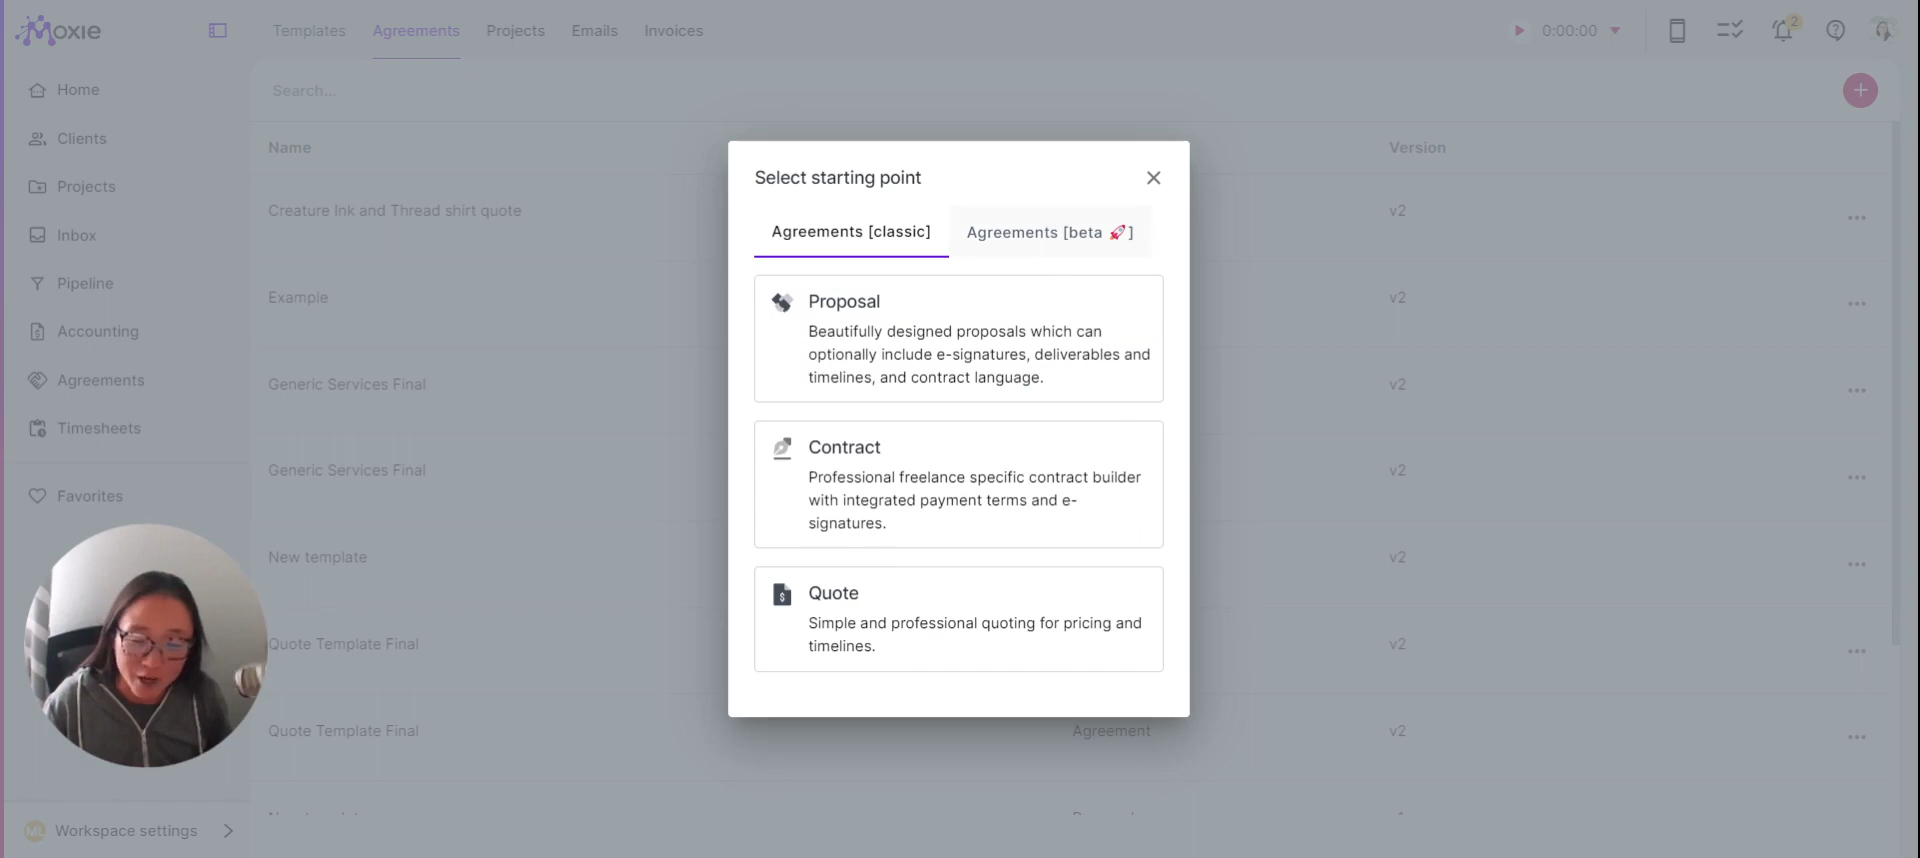 Moxie
Templates
Agreements
Projects
Emails
Invoices
0:00:00
2
Home
Clients
Projects
Inbox
Pipeline
Accounting
Agreements
Timesheets
Favorites
ML Workspace settings
Search...
Name
Version
Creature Ink and Thread shirt quote
v2
Example
v2
Generic Services Final
v2
Generic Services Final
v2
New template
v2
Quote Template Final
v2
Quote Template Final
Agreement
v2
Select starting point
Agreements [classic]
Agreements [beta 🚀]
Proposal
Beautifully designed proposals which can
optionally include e-signatures, deliverables and
timelines, and contract language.
Contract
Professional freelance specific contract builder
with integrated payment terms and e-
signatures.
Quote
$
Simple and professional quoting for pricing and
timelines.